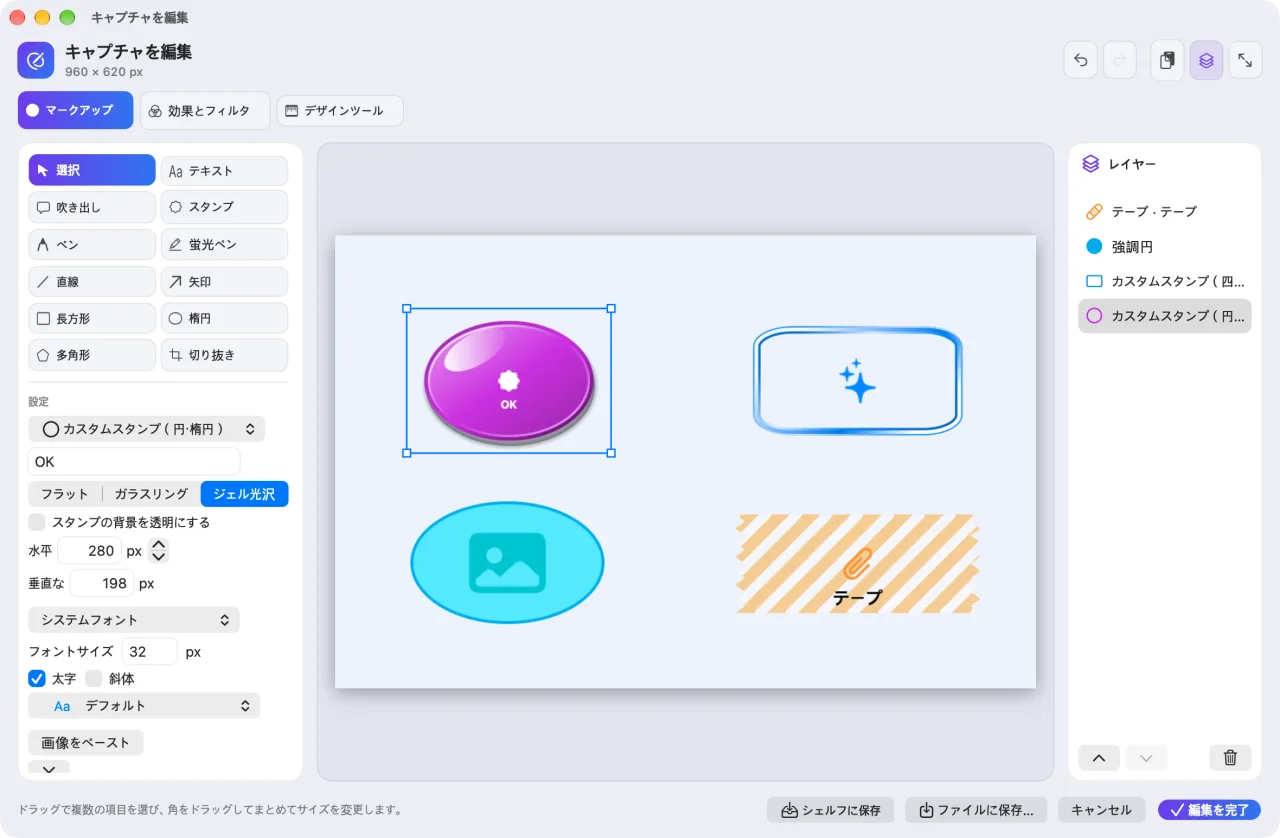 キャプチャを編集
キャプチャを編集
960 × 620 px
マークアップ
効果とフィルタ
デザインツール
選択
Aa テキスト
吹き出し
スタンプ
ペン
蛍光ペン
直線
矢印
長方形
楕円
多角形
切り抜き
設定
カスタムスタンプ ( 円·楕円 )
OK
フラット
ガラスリング
ジェル光沢
スタンプの背景を透明にする
水平 280 px
垂直な 198 px
システムフォント
フォントサイズ 32 px
太字 斜体
Aa デフォルト
画像をペースト
OK
テープ
レイヤー
テープ · テープ
強調円
カスタムスタンプ ( 四...
カスタムスタンプ ( 円...
ドラッグで複数の項目を選び、角をドラッグしてまとめてサイズを変更します。
シェルフに保存
ファイルに保存...
キャンセル
編集を完了